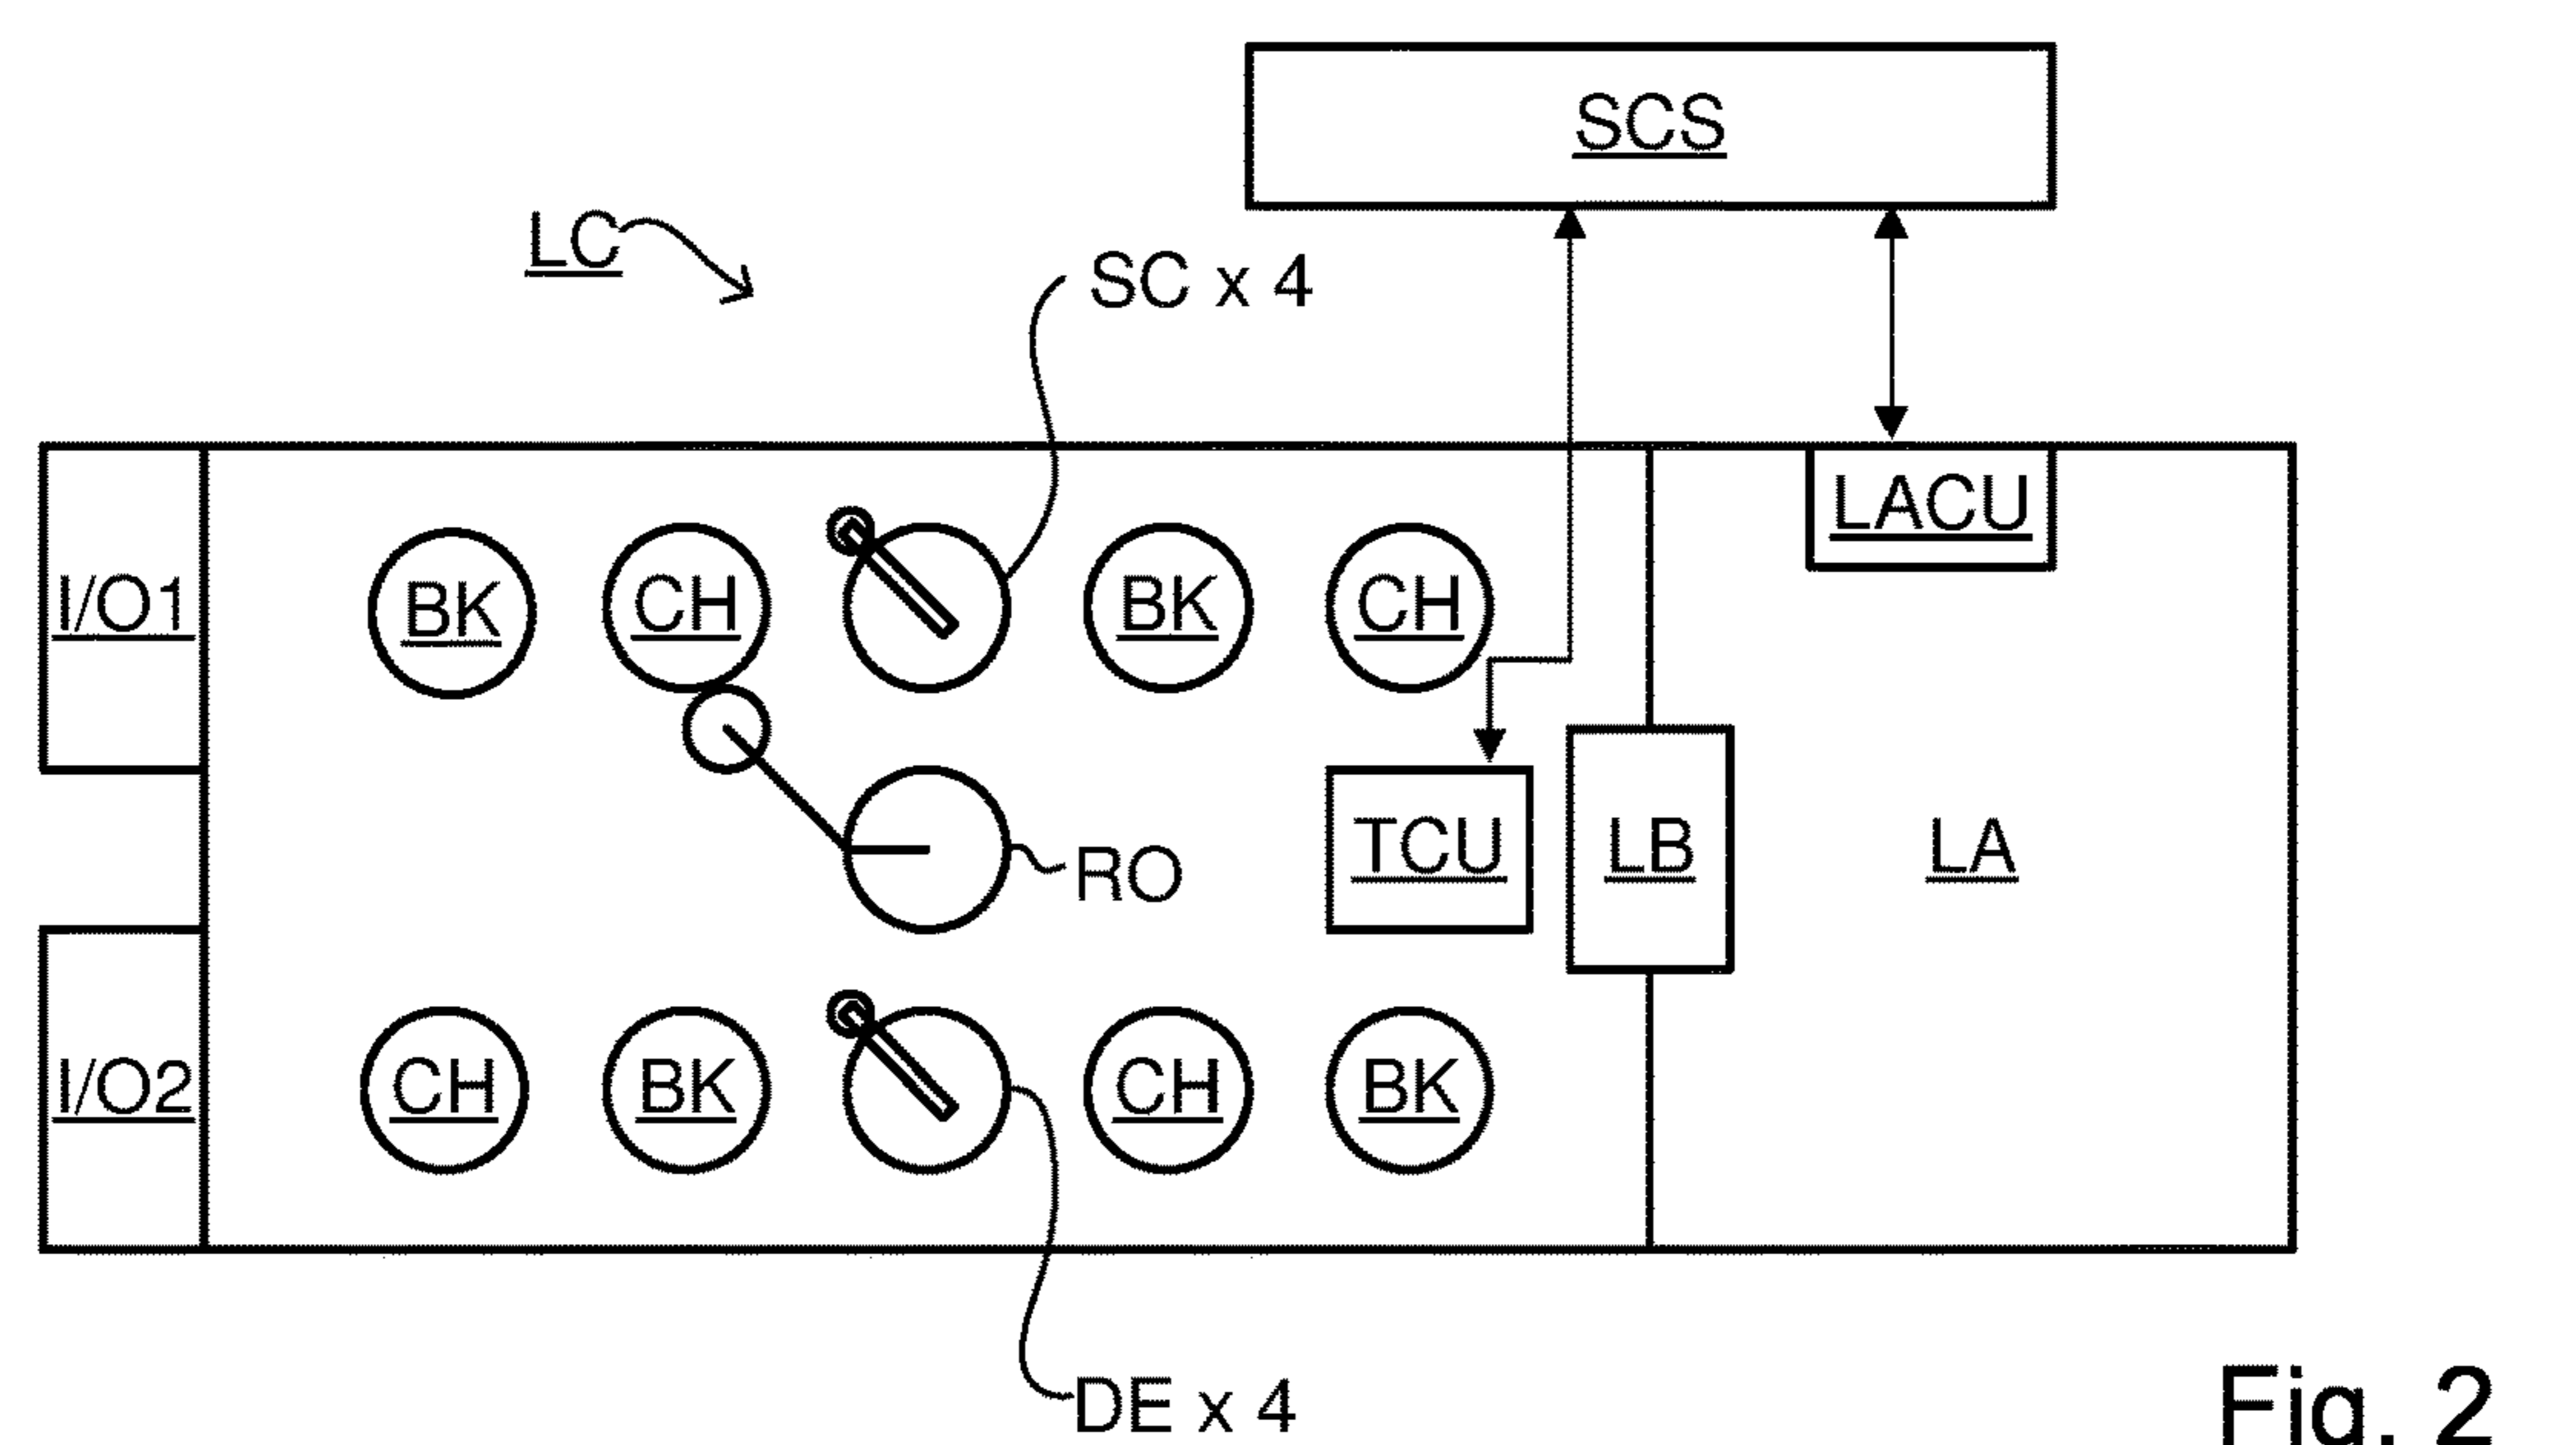 SCS
LC
SC x 4
LACU
I/O1
BK
CH
BK
CH
RO
TCU
LB
LA
I/O2
CH
BK
CH
BK
DE x 4
Fig. 2